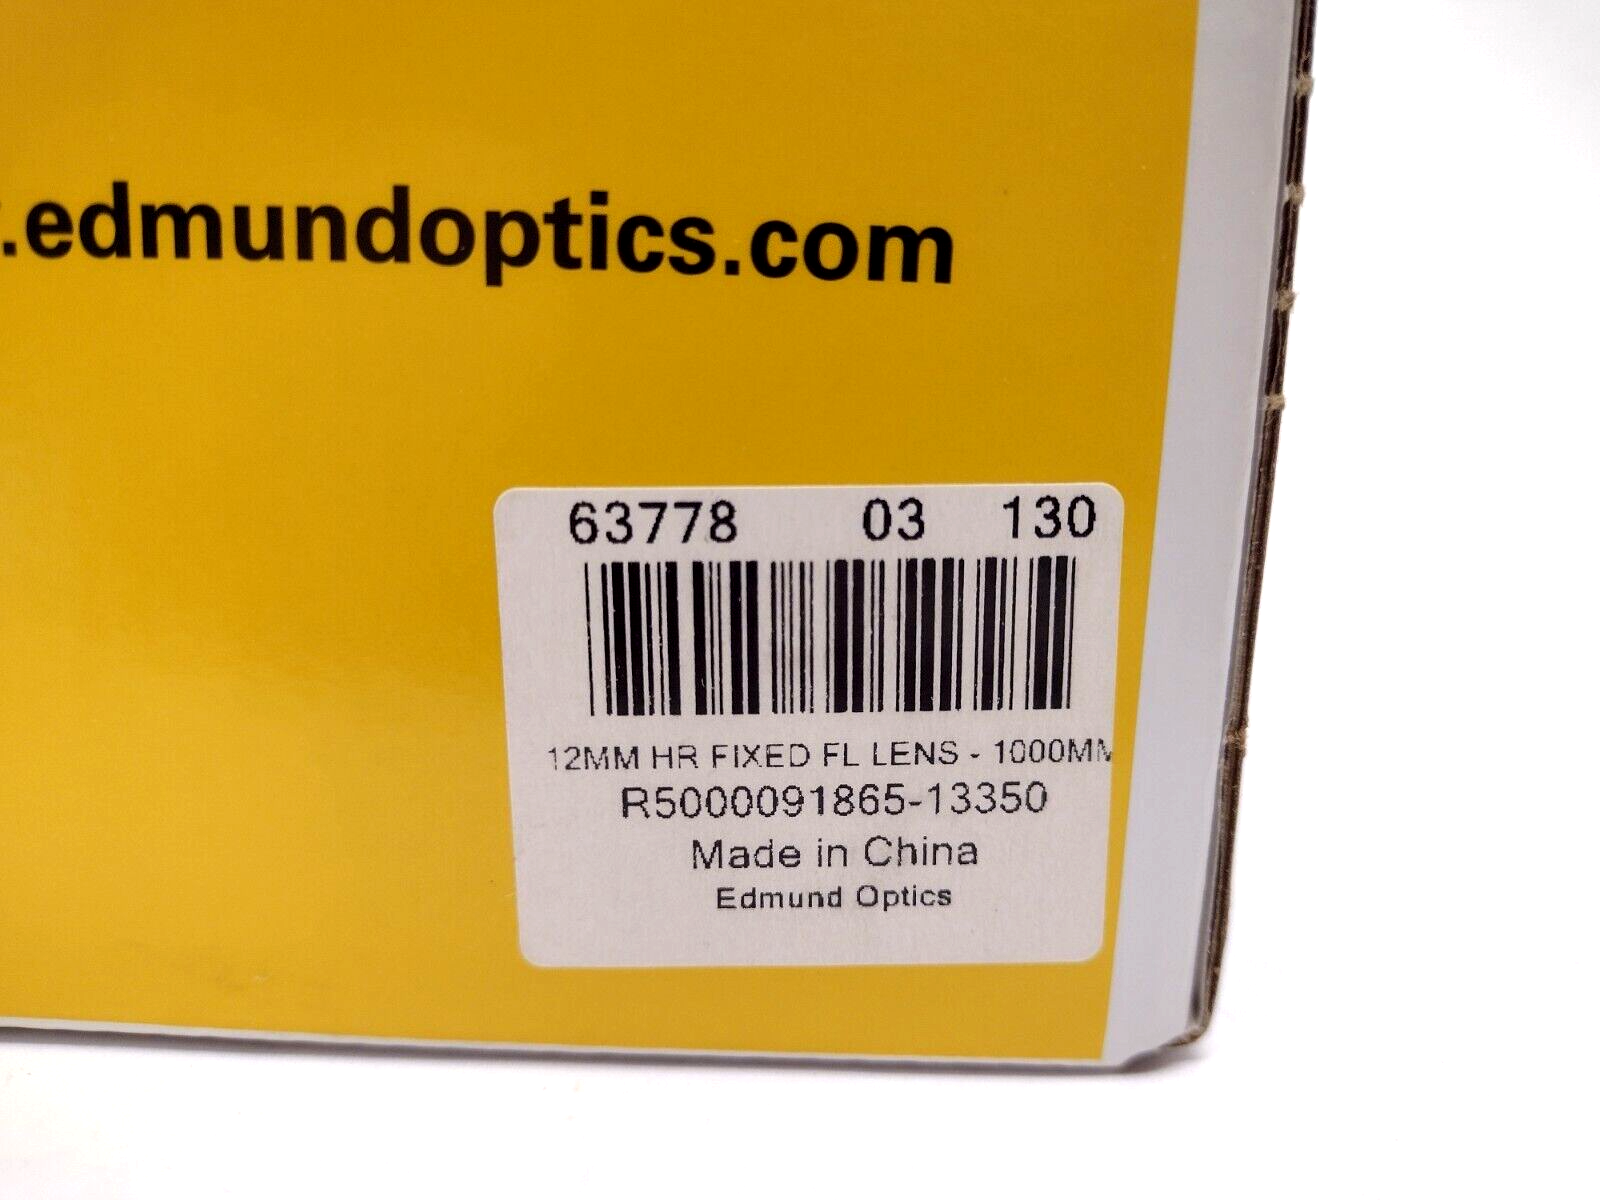 .edmundoptics.com
63778 03 130
12MM HR FIXED FL LENS - 1000MM
R5000091865-13350
Made in China
Edmund Optics